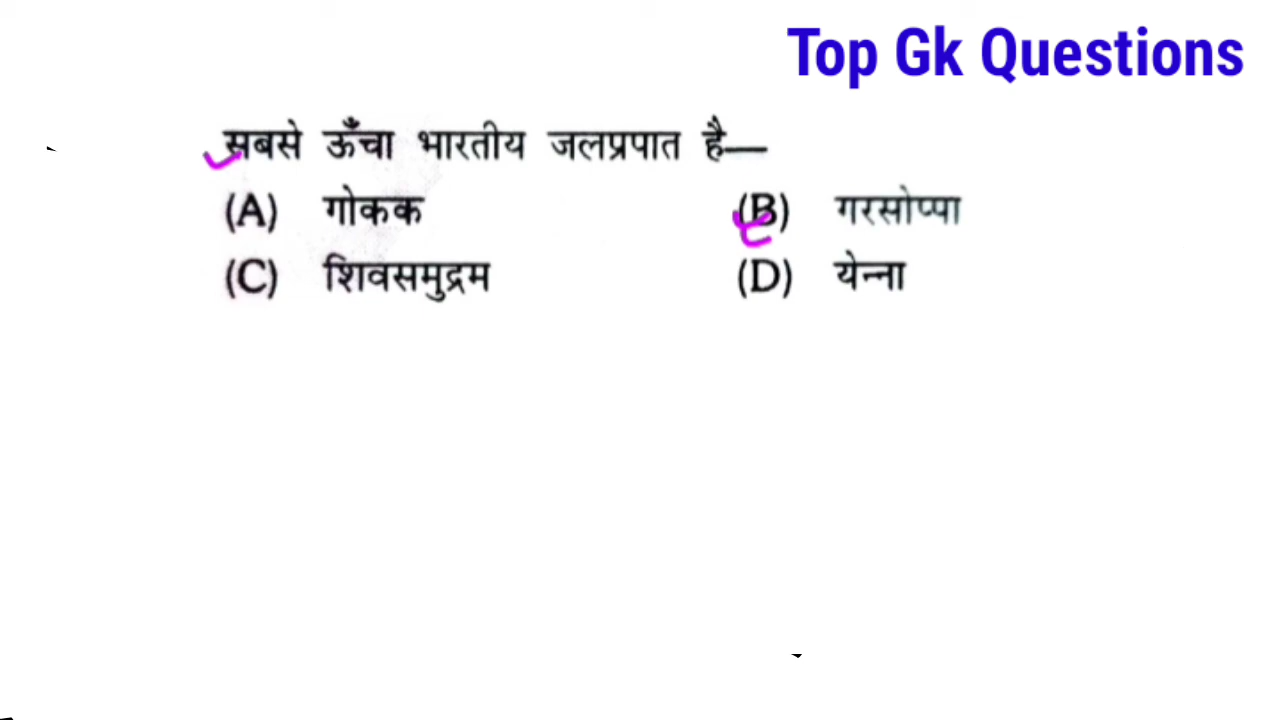 Top Gk Questions
सबसे ऊँचा भारतीय जलप्रपात है—
(A) गोकक (B) गरसोप्पा
(C) शिवसमुद्रम (D) येन्ना